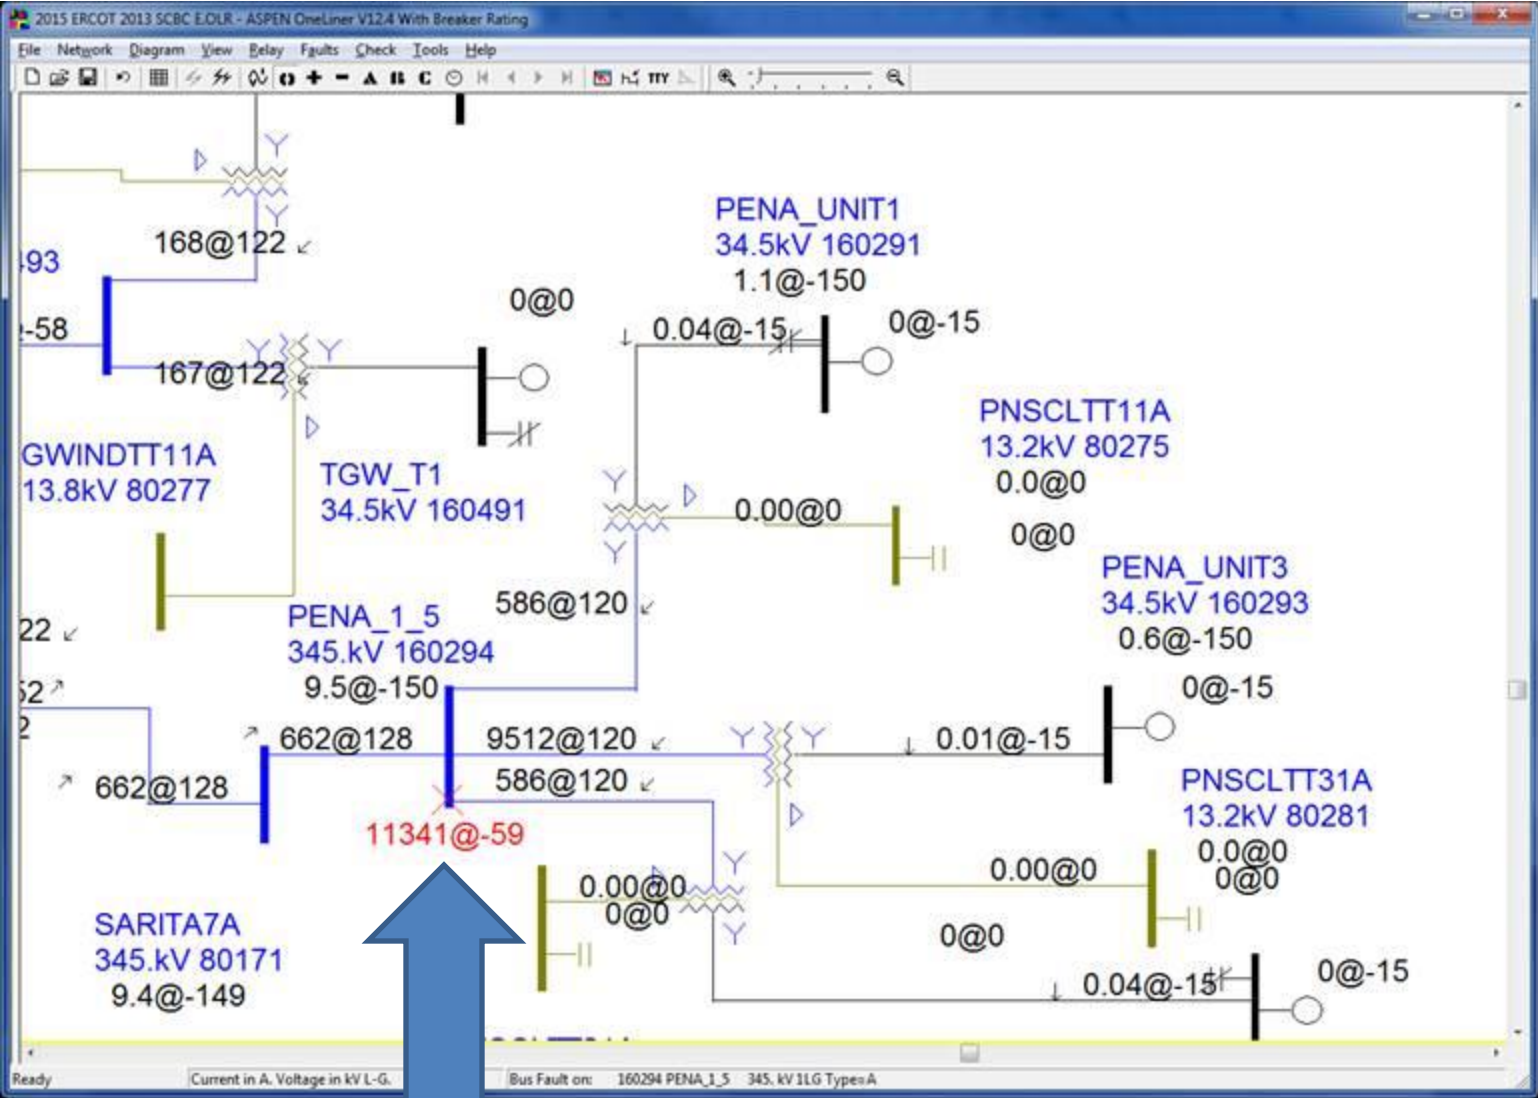 2015 ERCOT 2013 SCBC E.OLR - ASPEN OneLiner V12.4 With Breaker Rating
File Network Diagram View Relay Faults Check Tools Help
A B C TTY
168@122
493
-58
167@122
0@0
PENA_UNIT1
34.5kV 160291
1.1@-150
0.04@-15
0@-15
GWINDTT11A
13.8kV 80277
TGW_T1
34.5kV 160491
PNSCLTT11A
13.2kV 80275
0.0@0
0.00@0
0@0
586@120
PENA_1_5
345.kV 160294
9.5@-150
PENA_UNIT3
34.5kV 160293
0.6@-150
22
52
2
662@128
662@128
9512@120
586@120
0.01@-15
0@-15
11341@-59
PNSCLTT31A
13.2kV 80281
0.0@0
0@0
0.00@0
0.00@0
0@0
0@0
SARITA7A
345.kV 80171
9.4@-149
0.04@-15
0@-15
Ready Current in A. Voltage in kV L-G. Bus Fault on: 160294 PENA_1_5 345. kV 1LG Type=A